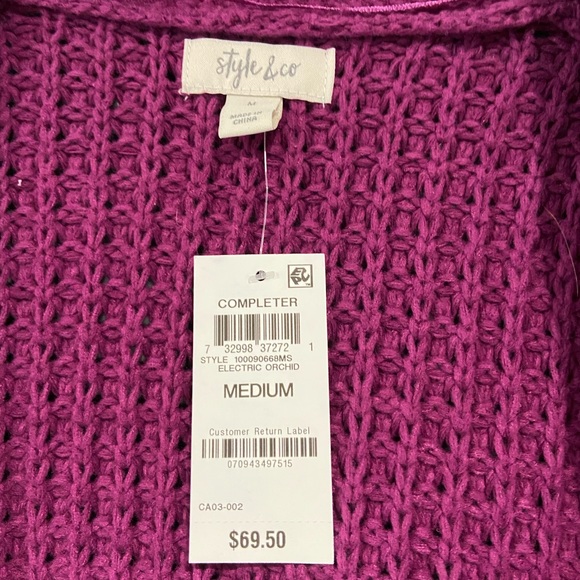 style & co
M
MADE IN
CHINA
COMPLETER
7 32998 37272 1
STYLE 100090668MS
ELECTRIC ORCHID
MEDIUM
Customer Return Label
070943497515
CA03-002
$69.50